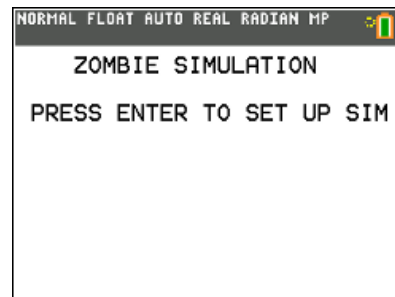 NORMAL FLOAT AUTO REAL RADIAN MP
ZOMBIE SIMULATION
PRESS ENTER TO SET UP SIM